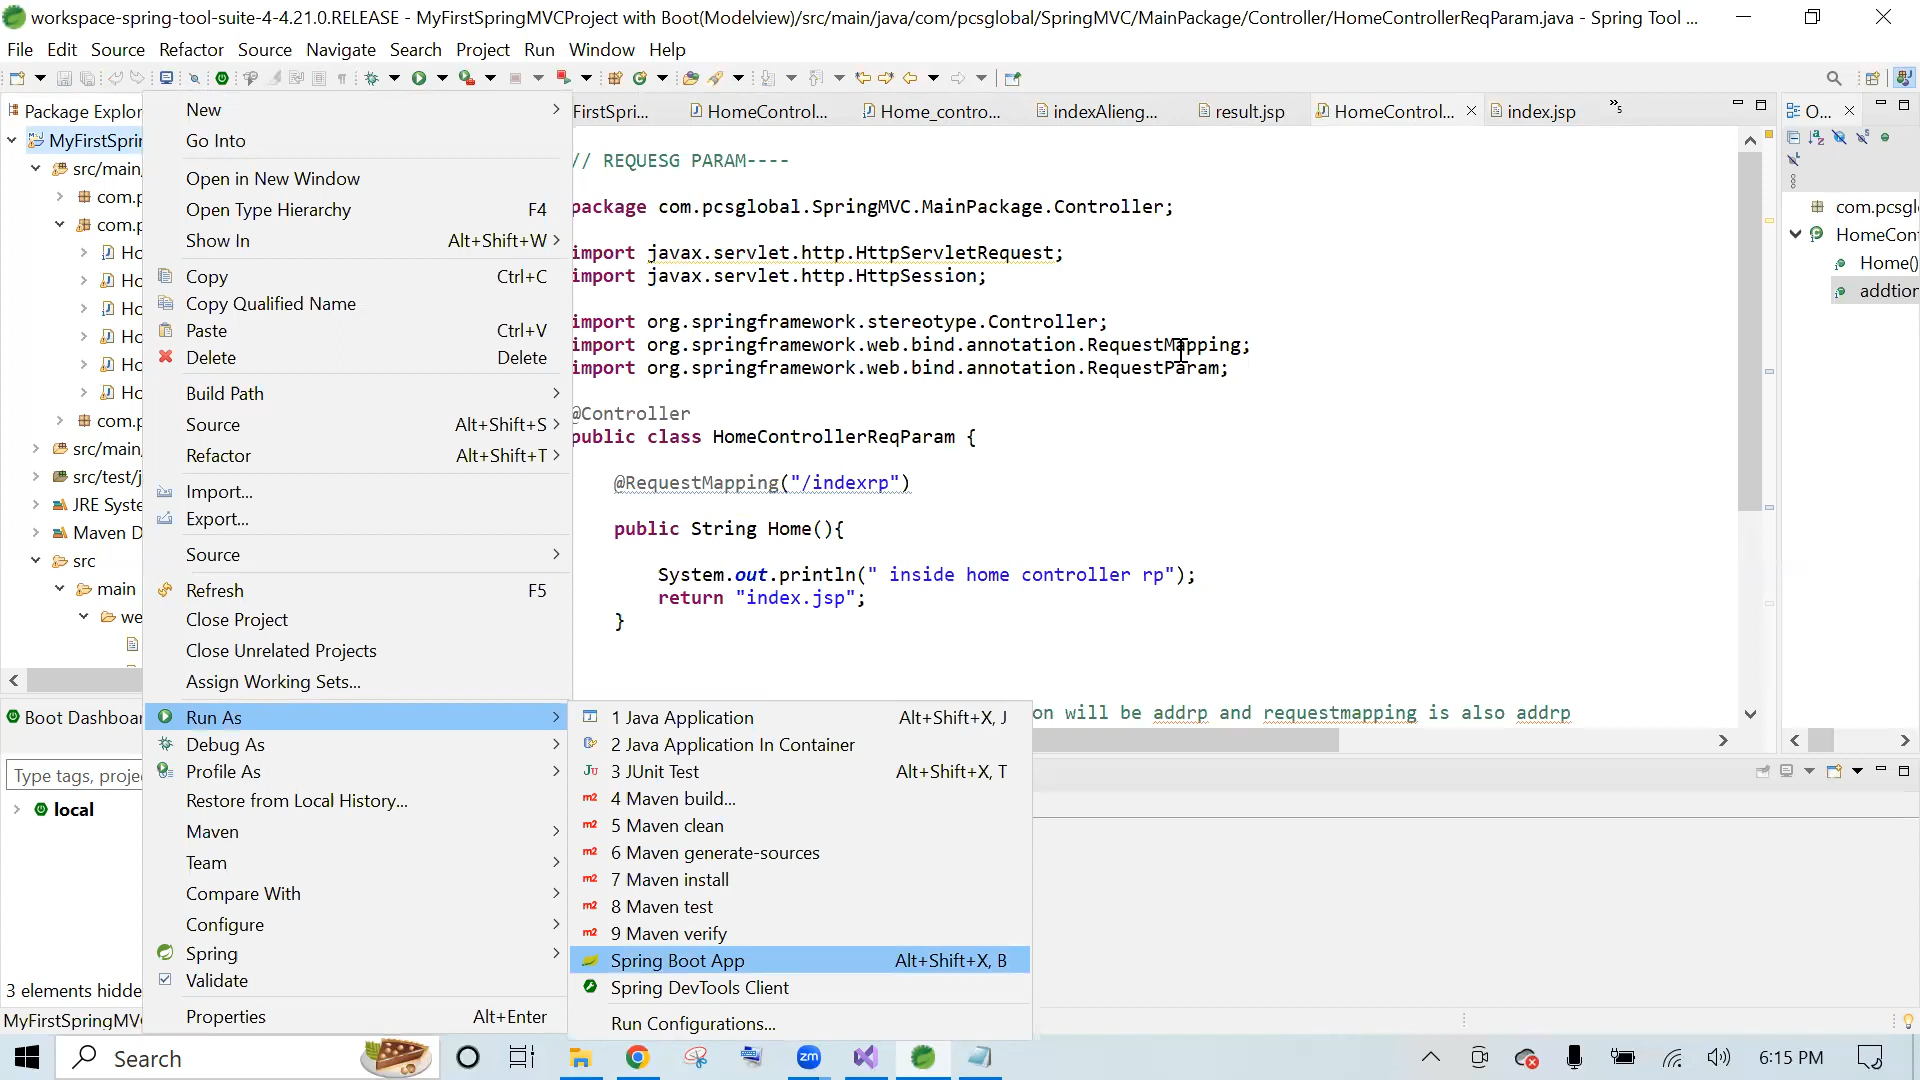 workspace-spring-tool-suite-4-4.21.0.RELEASE - MyFirstSpringMVCProject with Boot(Modelview)/src/main/java/com/pcsglobal/SpringMVC/MainPackage/Controller/HomeControllerReqParam.java - Spring Tool ...
File Edit Source Refactor Source Navigate Search Project Run Window Help
Package Explor
FirstSpri... HomeControl... Home_contro... indexAlieng... result.jsp HomeControl... index.jsp »5
O...
MyFirstSprin
src/main,
com.p
com.p
Ho
Ho
Ho
Ho
Ho
Ho
com.p
src/main,
src/test/j
JRE Syste
Maven D
src
main
we
Boot Dashboar
Type tags, projec
local
3 elements hidde
MyFirstSpringMV
New
Go Into
Open in New Window
Open Type Hierarchy F4
Show In Alt+Shift+W
Copy Ctrl+C
Copy Qualified Name
Paste Ctrl+V
Delete Delete
Build Path
Source Alt+Shift+S
Refactor Alt+Shift+T
Import...
Export...
Source
Refresh F5
Close Project
Close Unrelated Projects
Assign Working Sets...
Run As
Debug As
Profile As
Restore from Local History...
Maven
Team
Compare With
Configure
Spring
Validate
Properties Alt+Enter
1 Java Application Alt+Shift+X, J
2 Java Application In Container
3 JUnit Test Alt+Shift+X, T
4 Maven build...
5 Maven clean
6 Maven generate-sources
7 Maven install
8 Maven test
9 Maven verify
Spring Boot App Alt+Shift+X, B
Spring DevTools Client
Run Configurations...
// REQUESG PARAM----
package com.pcsglobal.SpringMVC.MainPackage.Controller;
import javax.servlet.http.HttpServletRequest;
import javax.servlet.http.HttpSession;
import org.springframework.stereotype.Controller;
import org.springframework.web.bind.annotation.RequestMapping;
import org.springframework.web.bind.annotation.RequestParam;
@Controller
public class HomeControllerReqParam {
@RequestMapping("/indexrp")
public String Home(){
System.out.println(" inside home controller rp");
return "index.jsp";
}
on will be addrp and requestmapping is also addrp
com.pcsgl
HomeCon
Home()
addtion
Search
zm
6:15 PM